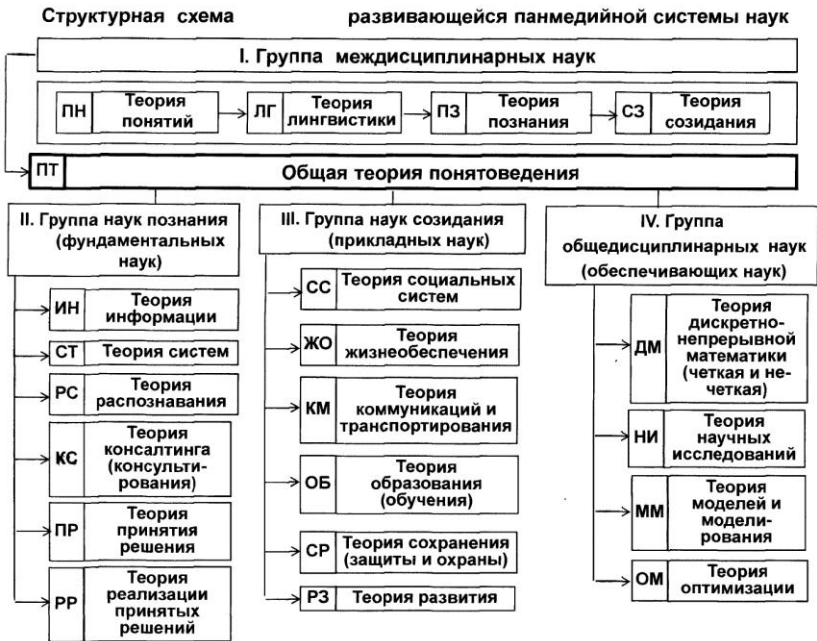 Структурная схема развивающейся панмедийной системы наук
I. Группа междисциплинарных наук
ПН
Теория
понятий
ЛГ
Теория
лингвистики
ПЗ
Теория
познания
СЗ
Теория
созидания
ПТ
Общая теория понятоведения
II. Группа наук познания
(фундаментальных
наук)
ИН
Теория
информации
СТ
Теория систем
РС
Теория
распознавания
КС
Теория
консалтинга
(консульти-
рования)
ПР
Теория
принятия
решения
РР
Теория
реализации
принятых
решений
III. Группа наук созидания
(прикладных наук)
СС
Теория социальных
систем
ЖО
Теория
жизнеобеспечения
КМ
Теория
коммуникаций и
транспортирования
ОБ
Теория
образования
(обучения)
СР
Теория сохранения
(защиты и охраны)
РЗ
Теория развития
IV. Группа
общедисциплинарных наук
(обеспечивающих наук)
ДМ
Теория
дискретно-
непрерывной
математики
(четкая и не-
четкая)
НИ
Теория
научных
исследований
ММ
Теория
моделей и
модели-
рования
ОМ
Теория
оптимизации